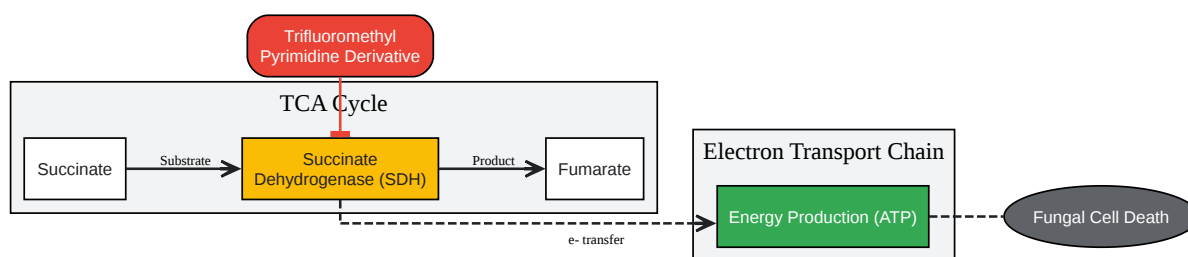 Trifluoromethyl
Pyrimidine Derivative
TCA Cycle
Succinate
Substrate
Succinate
Dehydrogenase (SDH)
Product
Fumarate
e- transfer
Electron Transport Chain
Energy Production (ATP)
Fungal Cell Death